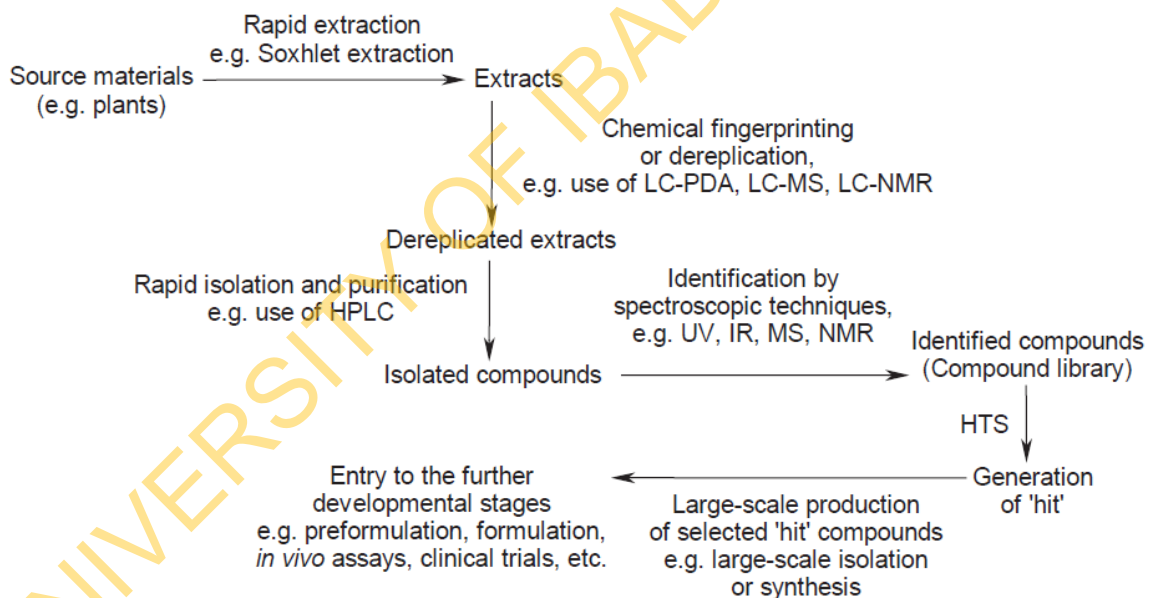 Rapid extraction
e.g. Soxhlet extraction
Source materials
(e.g. plants)
Extracts
Chemical fingerprinting
or dereplication,
e.g. use of LC-PDA, LC-MS, LC-NMR
Dereplicated extracts
Rapid isolation and purification
e.g. use of HPLC
Identification by
spectroscopic techniques,
e.g. UV, IR, MS, NMR
Isolated compounds
Identified compounds
(Compound library)
HTS
Generation
of 'hit'
Large-scale production
of selected 'hit' compounds
e.g. large-scale isolation
or synthesis
Entry to the further
developmental stages
e.g. preformulation, formulation,
in vivo assays, clinical trials, etc.
UNIVERSITY OF IBAD